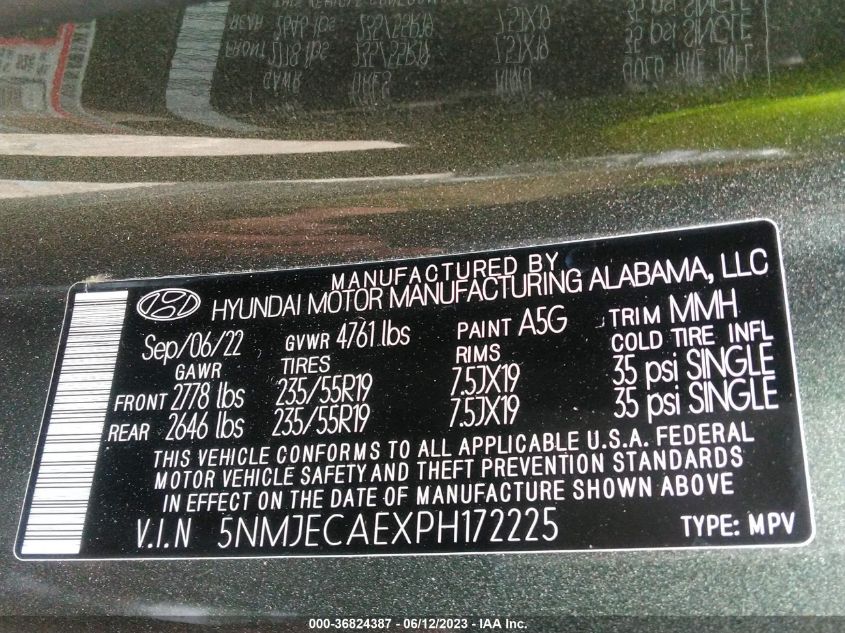 MANUFACTURED BY
HYUNDAI MOTOR MANUFACTURING ALABAMA, LLC
Sep/06/22 GVWR 4761 lbs PAINT A5G TRIM MMH
GAWR TIRES RIMS COLD TIRE INFL
FRONT 2778 lbs 235/55R19 7.5JX19 35 psi SINGLE
REAR 2646 lbs 235/55R19 7.5JX19 35 psi SINGLE
THIS VEHICLE CONFORMS TO ALL APPLICABLE U.S.A. FEDERAL
MOTOR VEHICLE SAFETY AND THEFT PREVENTION STANDARDS
IN EFFECT ON THE DATE OF MANUFACTURE SHOWN ABOVE
V.I.N 5NMJECAEXPH172225 TYPE: MPV
000-36824387 - 06/12/2023 - IAA Inc.